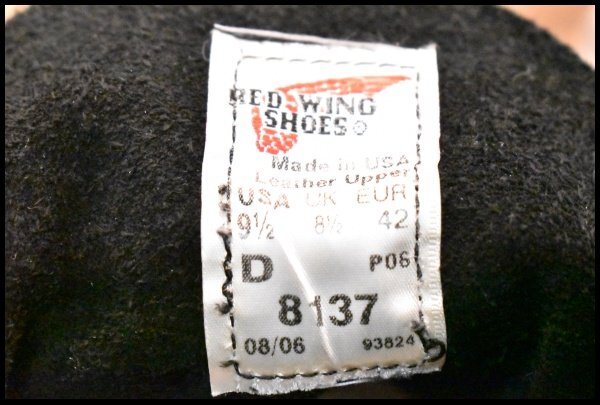 RED WING
SHOES®
Made in USA
Leather Upper
USA UK EUR
9½ 8½ 42
D P06
8137
08/06 93824